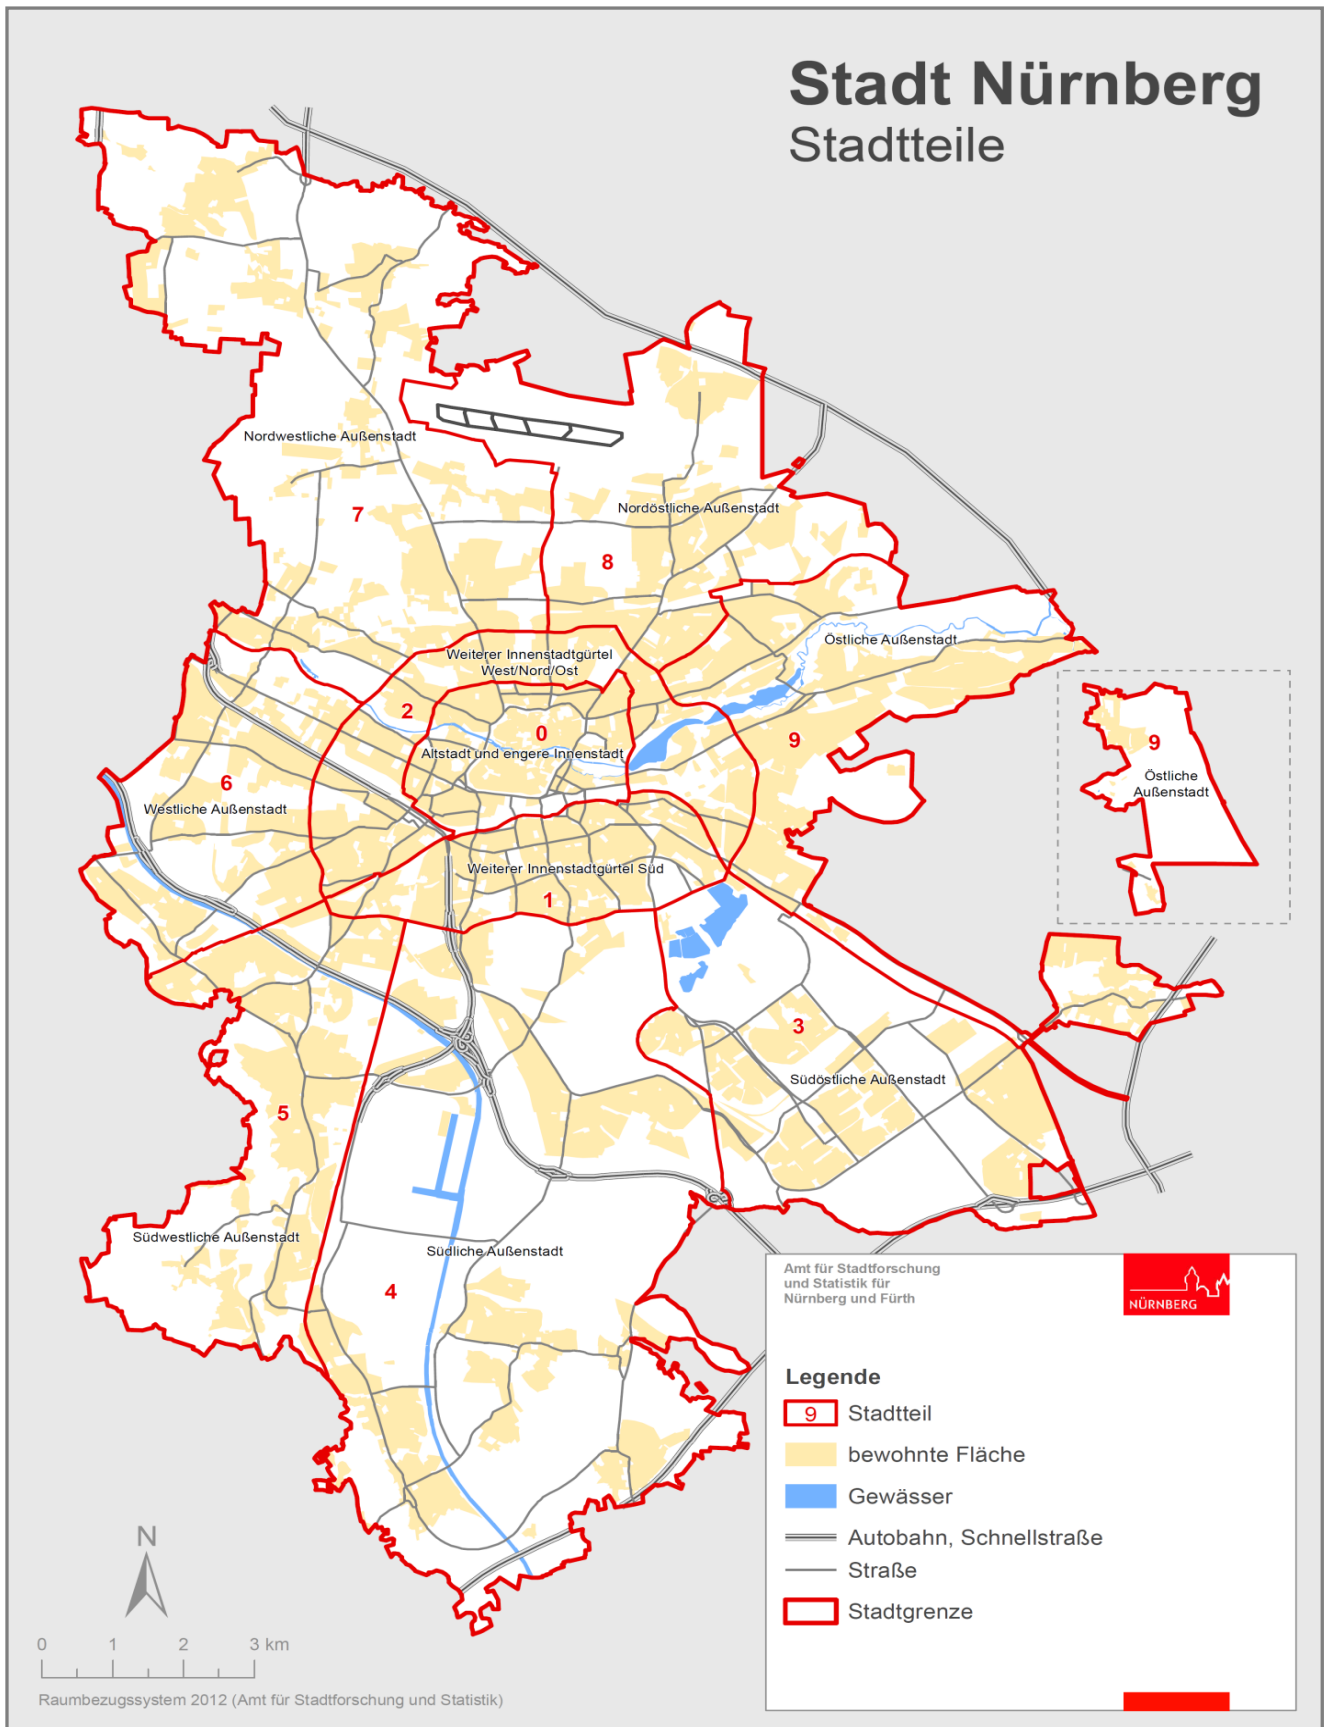 Stadt Nürnberg
Stadtteile
Nordwestliche Außenstadt
7
Nordöstliche Außenstadt
8
Östliche Außenstadt
Weiterer Innenstadtgürtel
West/Nord/Ost
2
0
Altstadt und engere Innenstadt
9
9
Östliche
Außenstadt
6
Westliche Außenstadt
Weiterer Innenstadtgürtel Süd
1
3
Südöstliche Außenstadt
5
Südwestliche Außenstadt
Südliche Außenstadt
4
Amt für Stadtforschung
und Statistik für
Nürnberg und Fürth
NÜRNBERG
Legende
9 Stadtteil
bewohnte Fläche
Gewässer
Autobahn, Schnellstraße
Straße
Stadtgrenze
N
0 1 2 3 km
Raumbezugssystem 2012 (Amt für Stadtforschung und Statistik)